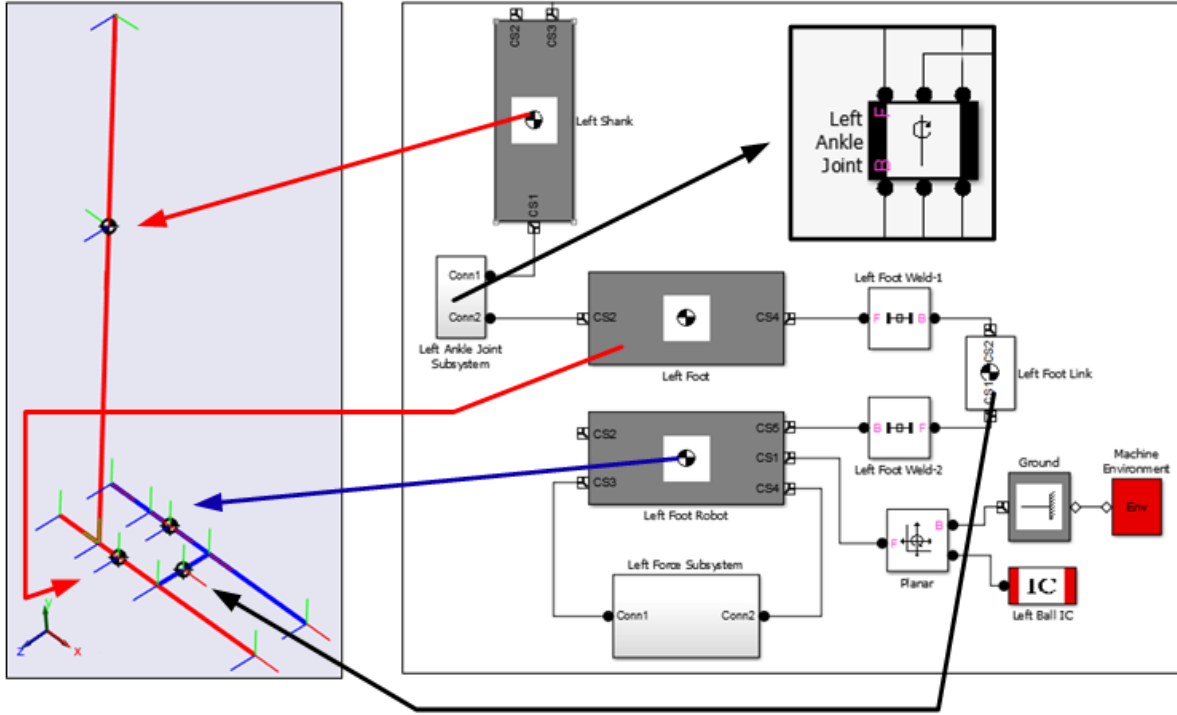 CS2
CS3
Left Shank
CS1
Left
Ankle
Joint
F
B
Conn1
Conn2
Left Ankle Joint
Subsystem
CS2
CS4
Left Foot
Left Foot Weld-1
F
B
CS2
CS1
Left Foot Link
CS2
CS3
CS6
CS1
CS4
Left Foot Robot
B
F
Left Foot Weld-2
Ground
Machine
Environment
Env
B
F
Planar
IC
Left Ball IC
Left Force Subsystem
Conn1
Conn2
Y
Z
X